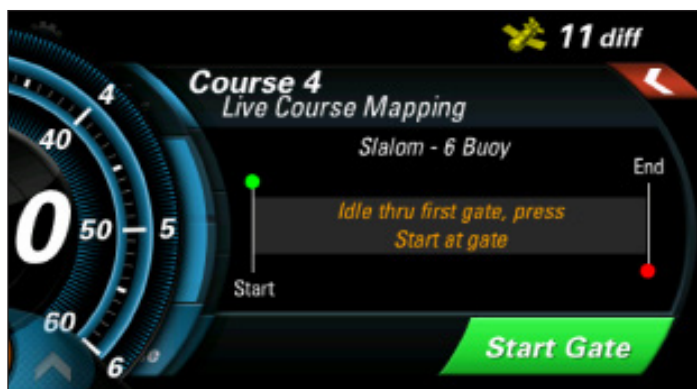 11 diff
Course 4
Live Course Mapping
Slalom - 6 Buoy
End
Idle thru first gate, press
Start at gate
Start
Start Gate
4
40
0
50
5
60
6